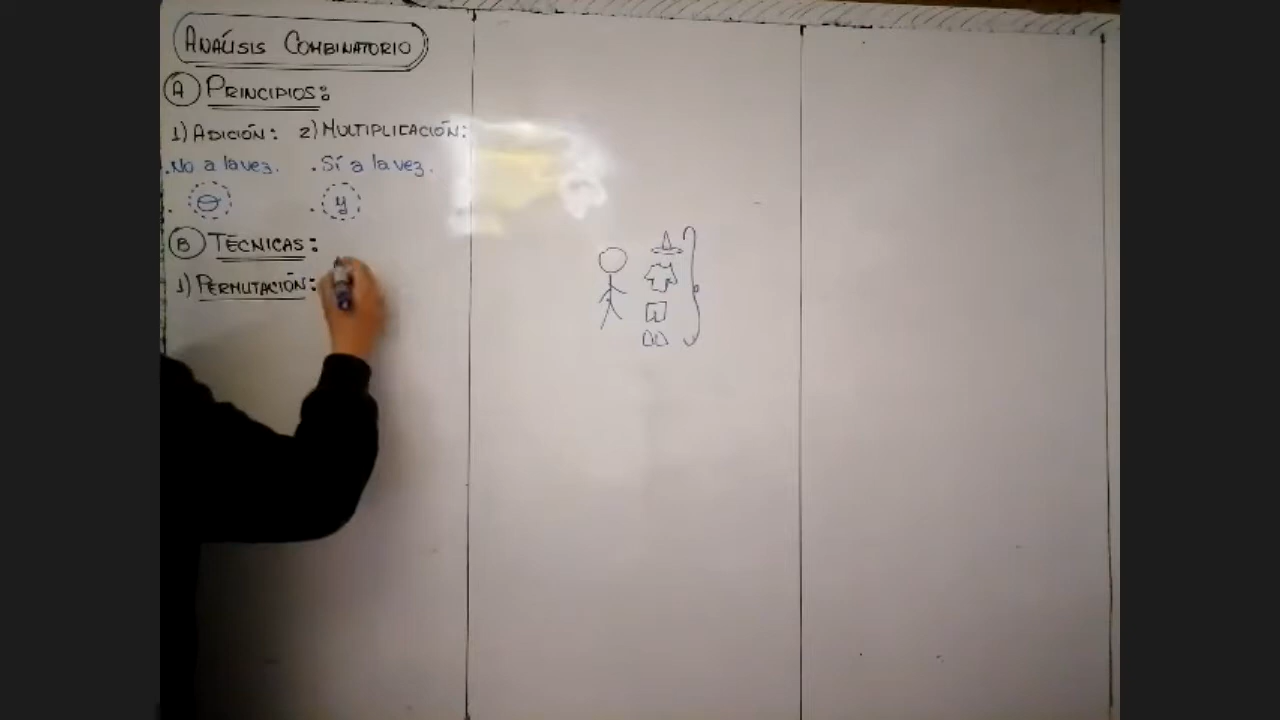 ANÁLISIS COMBINATORIO
A PRINCIPIOS:
1) ADICIÓN: 2) MULTIPLICACIÓN:
. No a la vez. . Sí a la vez.
. o . y
B TÉCNICAS:
1) PERMUTACIÓN: